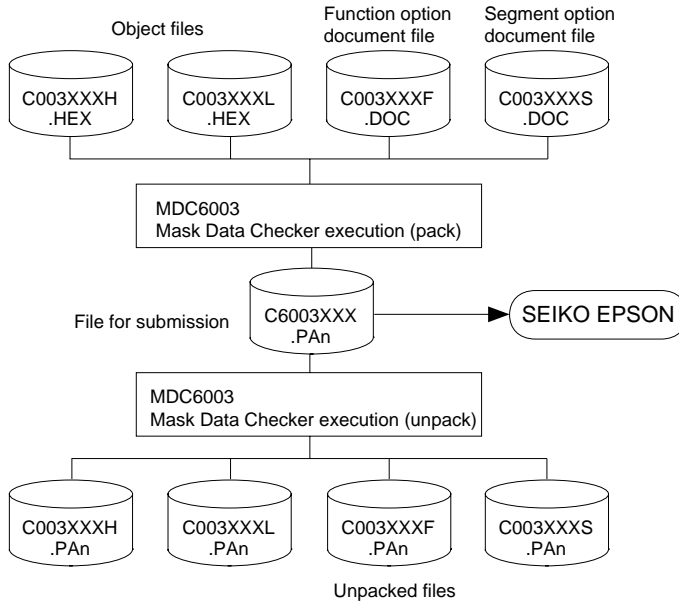 Object files
Function option
document file
Segment option
document file
C003XXXH
.HEX
C003XXXL
.HEX
C003XXXF
.DOC
C003XXXS
.DOC
MDC6003
Mask Data Checker execution (pack)
File for submission
C6003XXX
.PAn
SEIKO EPSON
MDC6003
Mask Data Checker execution (unpack)
C003XXXH
.PAn
C003XXXL
.PAn
C003XXXF
.PAn
C003XXXS
.PAn
Unpacked files